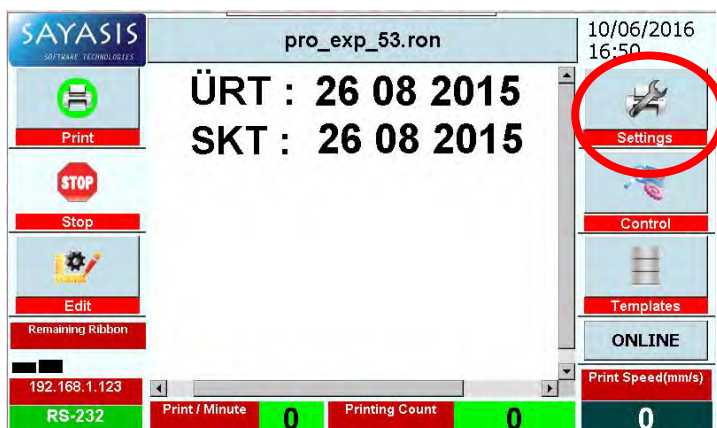 SAYASIS
SOFTWARE TECHNOLOGIES
pro_exp_53.ron
10/06/2016
16:50
Print
Stop
STOP
Edit
Remaining Ribbon
192.168.1.123
RS-232
ÜRT : 26 08 2015
SKT : 26 08 2015
Settings
Control
Templates
ONLINE
Print Speed(mm/s)
0
Print / Minute
0
Printing Count
0